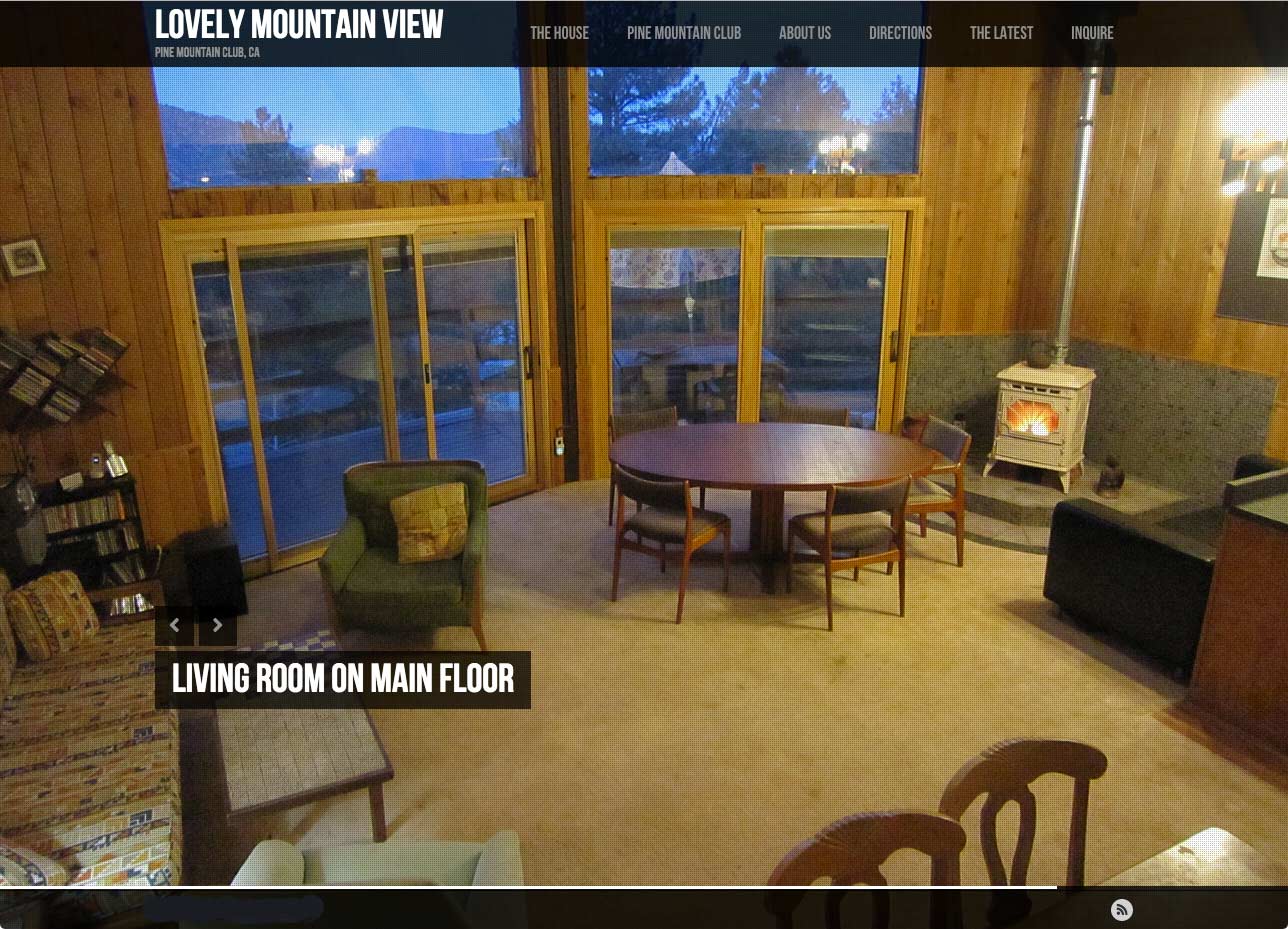 LOVELY MOUNTAIN VIEW
PINE MOUNTAIN CLUB, CA
THE HOUSE
PINE MOUNTAIN CLUB
ABOUT US
DIRECTIONS
THE LATEST
INQUIRE
LIVING ROOM ON MAIN FLOOR